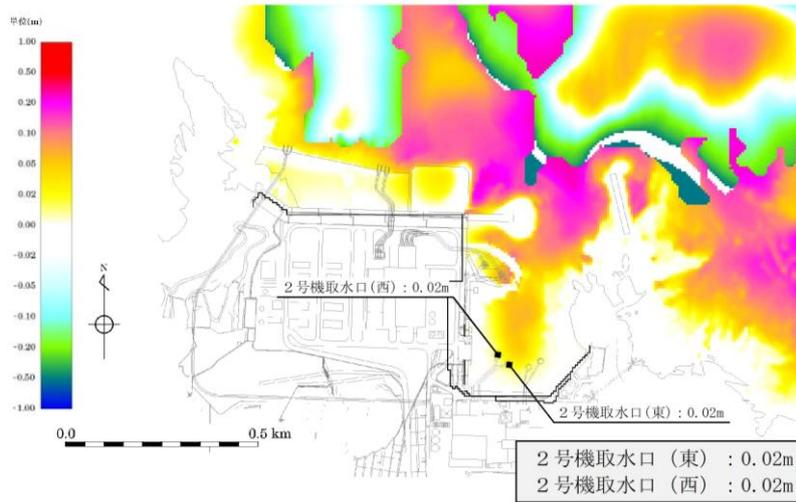 単位(m)
1.00
0.50
0.20
0.10
0.05
0.02
0.00
-0.02
-0.05
-0.10
-0.20
-0.50
-1.00
N
2号機取水口(西)：0.02m
2号機取水口(東)：0.02m
0.0 0.5 km
2号機取水口（東）：0.02m
2号機取水口（西）：0.02m